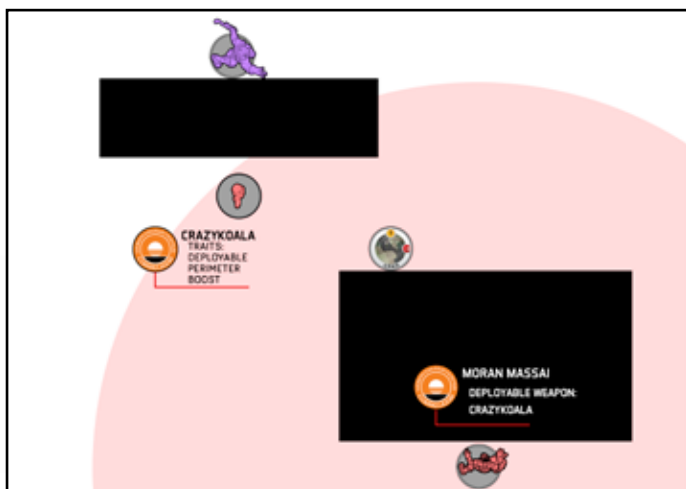 CRAZYKOALA
TRAITS:
DEPLOYABLE
PERIMETER
BOOST
MORAN MASSAI
DEPLOYABLE WEAPON:
CRAZYKOALA